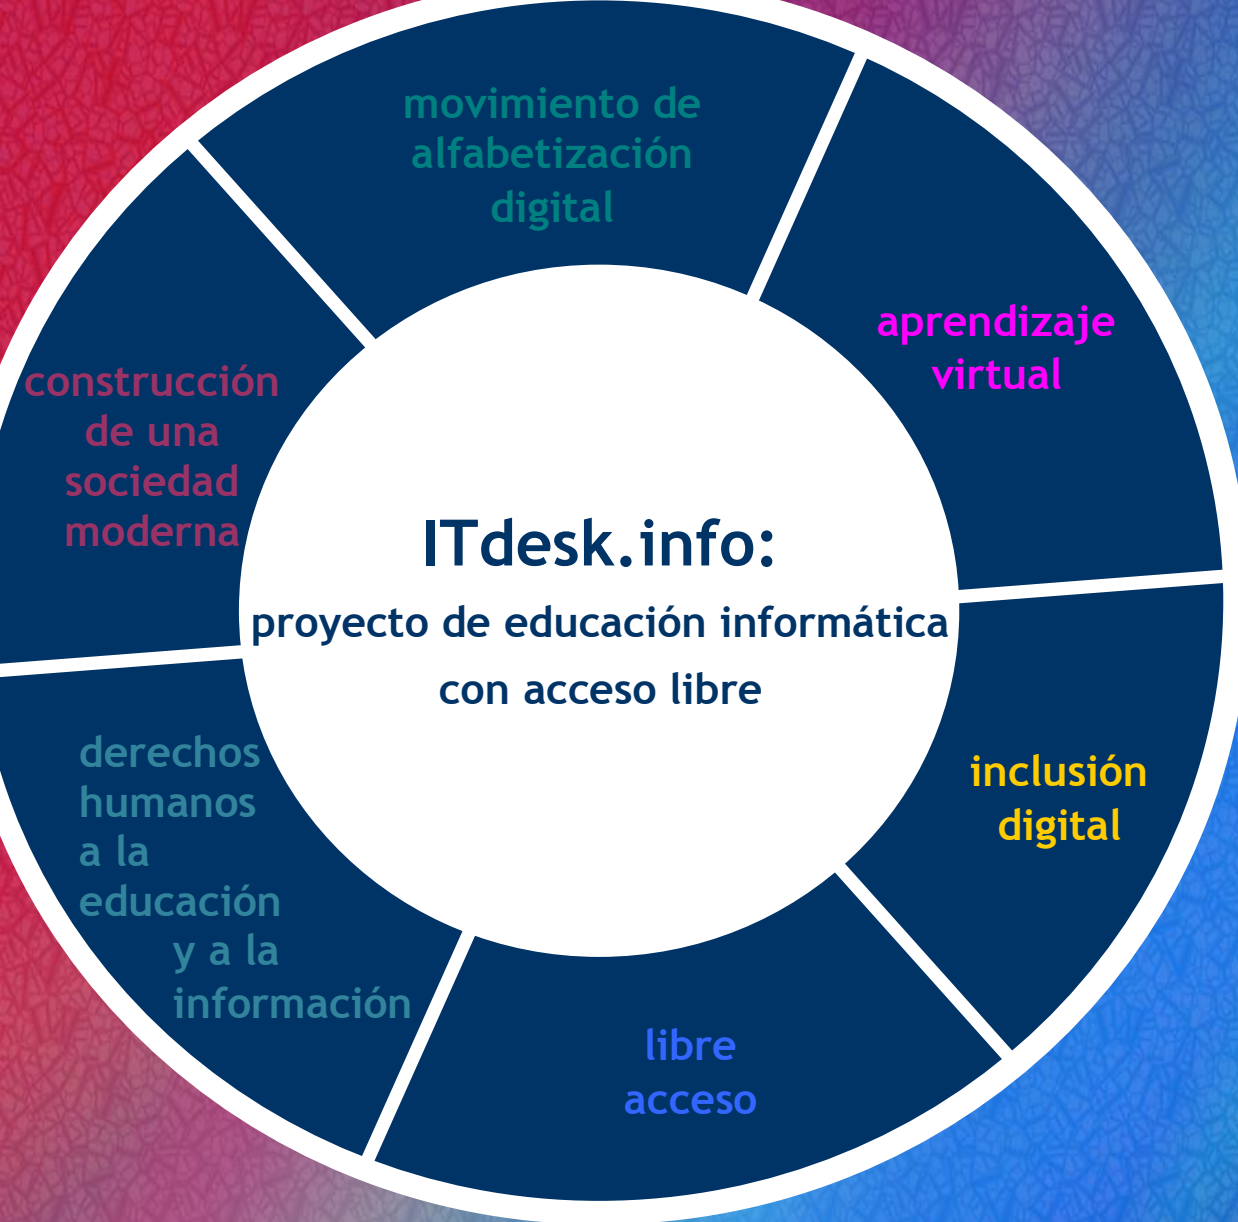 movimiento de
alfabetización
digital
aprendizaje
virtual
construcción
de una
sociedad
moderna
ITdesk.info:
proyecto de educación informática
con acceso libre
inclusión
digital
derechos
humanos
a la
educación
y a la
información
libre
acceso